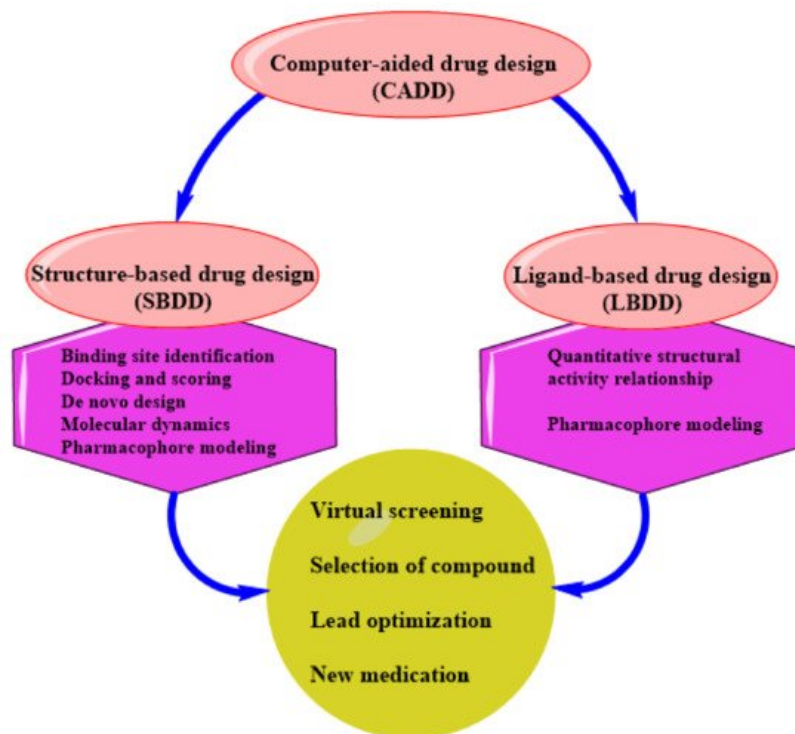 Computer-aided drug design
(CADD)
Structure-based drug design
(SBDD)
Binding site identification
Docking and scoring
De novo design
Molecular dynamics
Pharmacophore modeling
Ligand-based drug design
(LBDD)
Quantitative structural
activity relationship
Pharmacophore modeling
Virtual screening
Selection of compound
Lead optimization
New medication